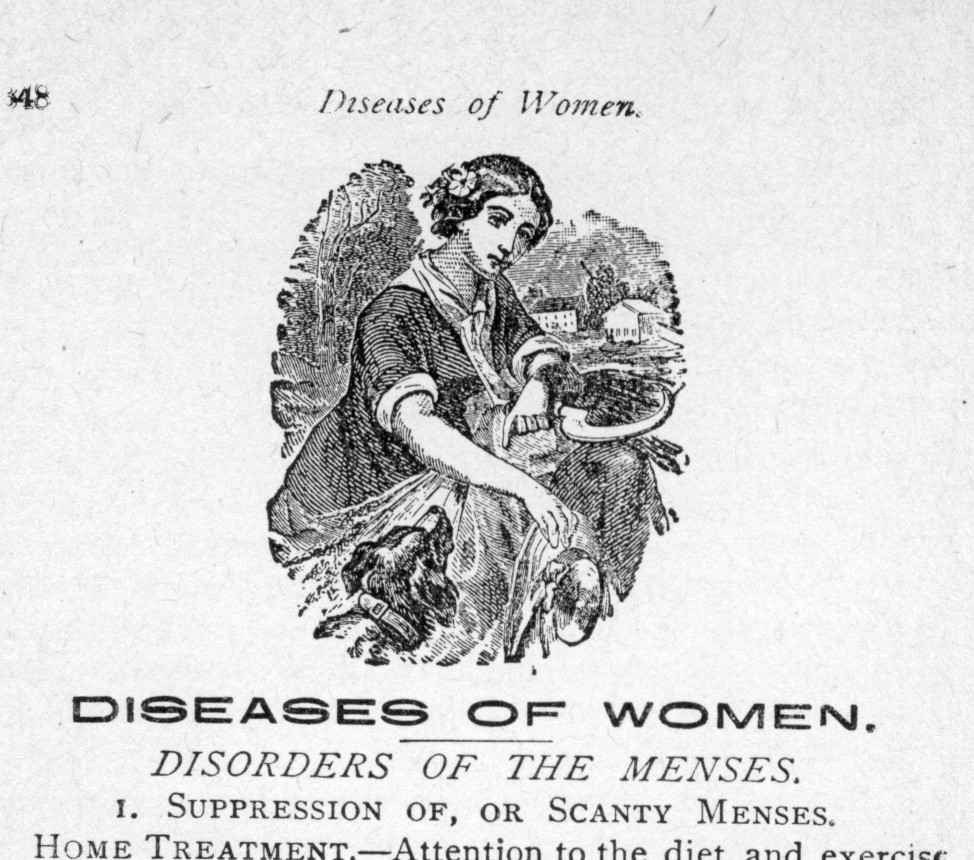 348
Diseases of Women.
DISEASES OF WOMEN.
DISORDERS OF THE MENSES.
1. SUPPRESSION OF, OR SCANTY MENSES.
HOME TREATMENT.—Attention to the diet, and exercise